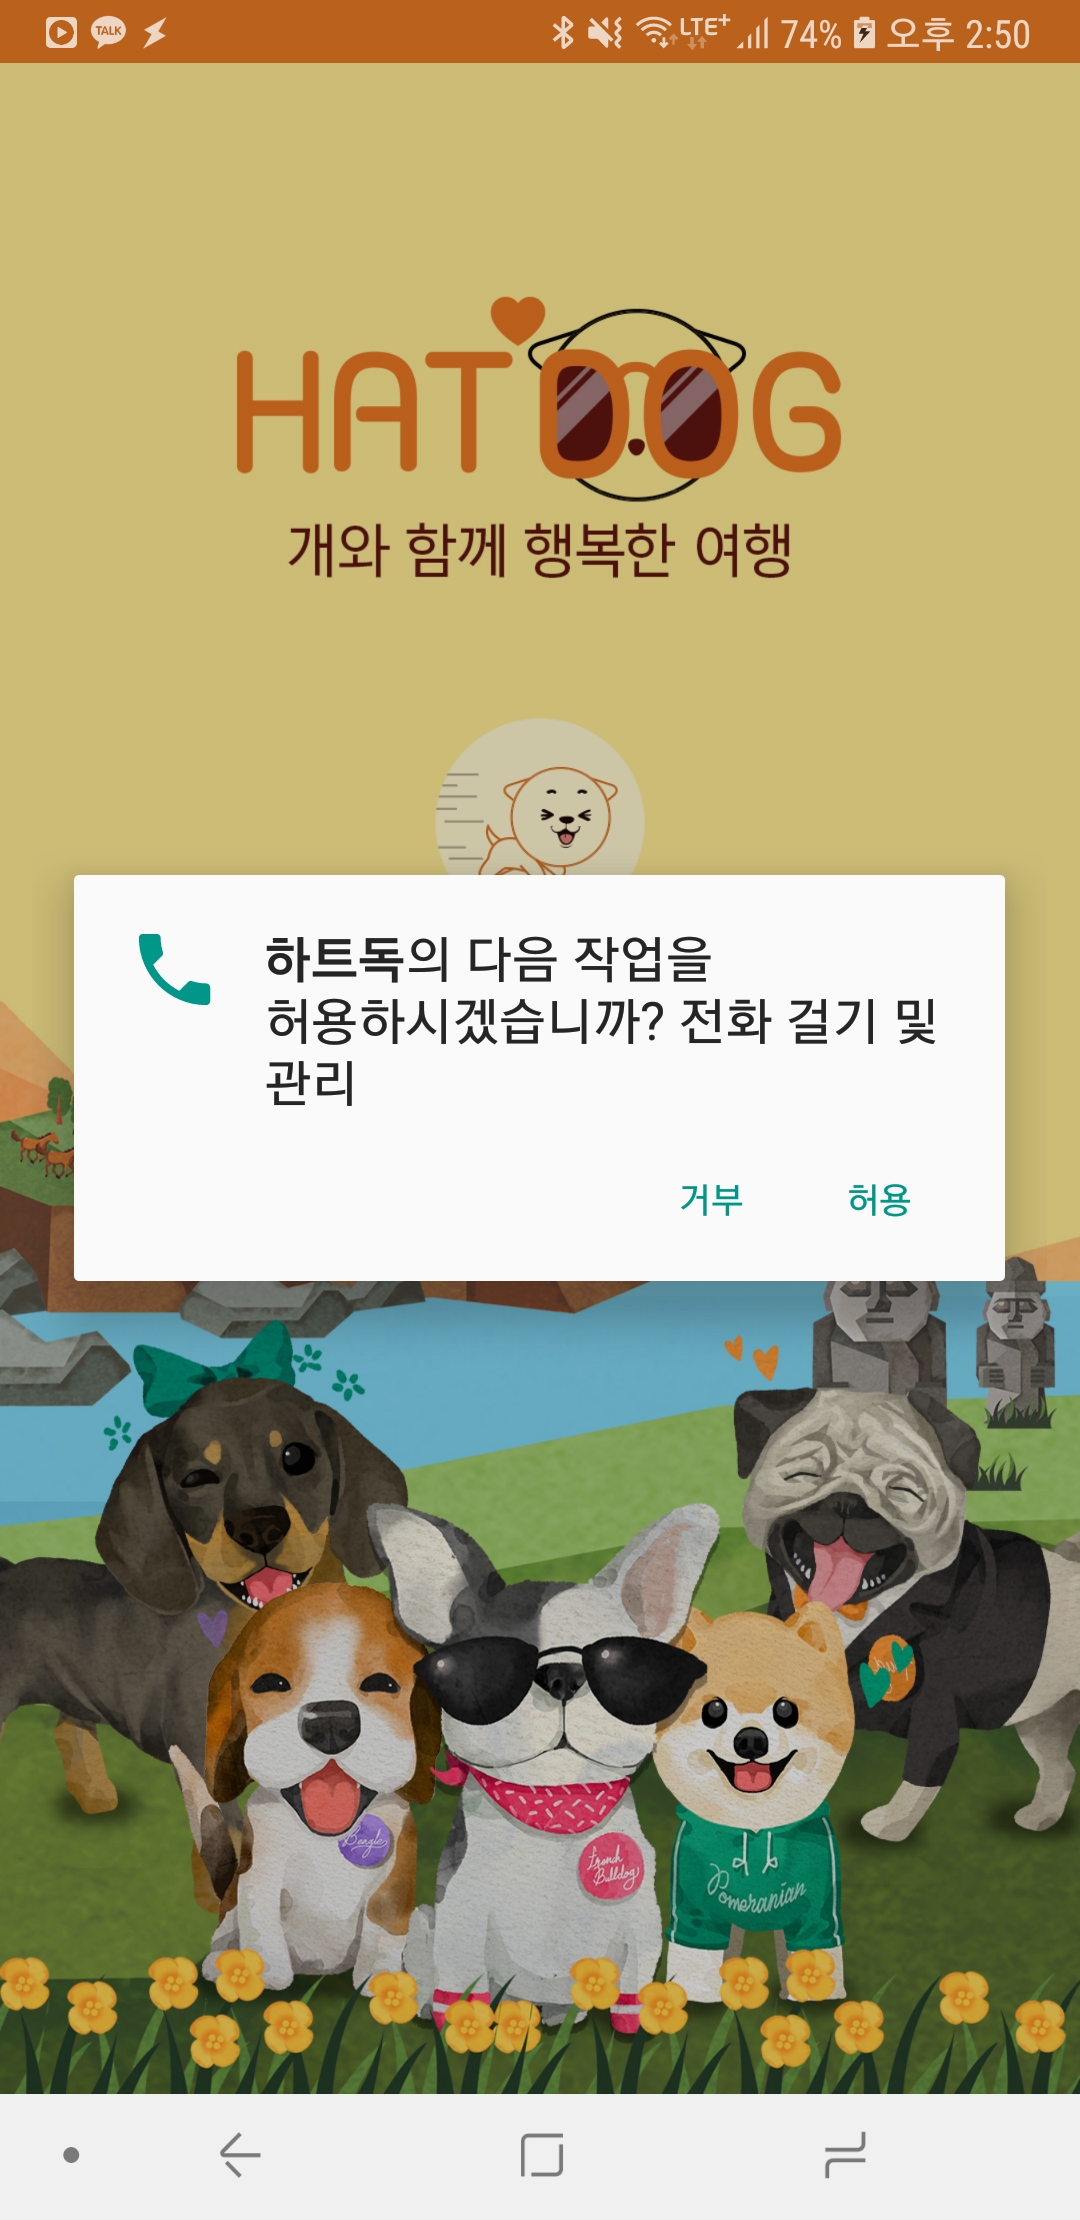 TALK
LTE+
74%
오후 2:50
HAT DOG
개와 함께 행복한 여행
하트독의 다음 작업을
허용하시겠습니까? 전화 걸기 및
관리
거부
허용
Beagle
French
Bulldog
Pomeranian